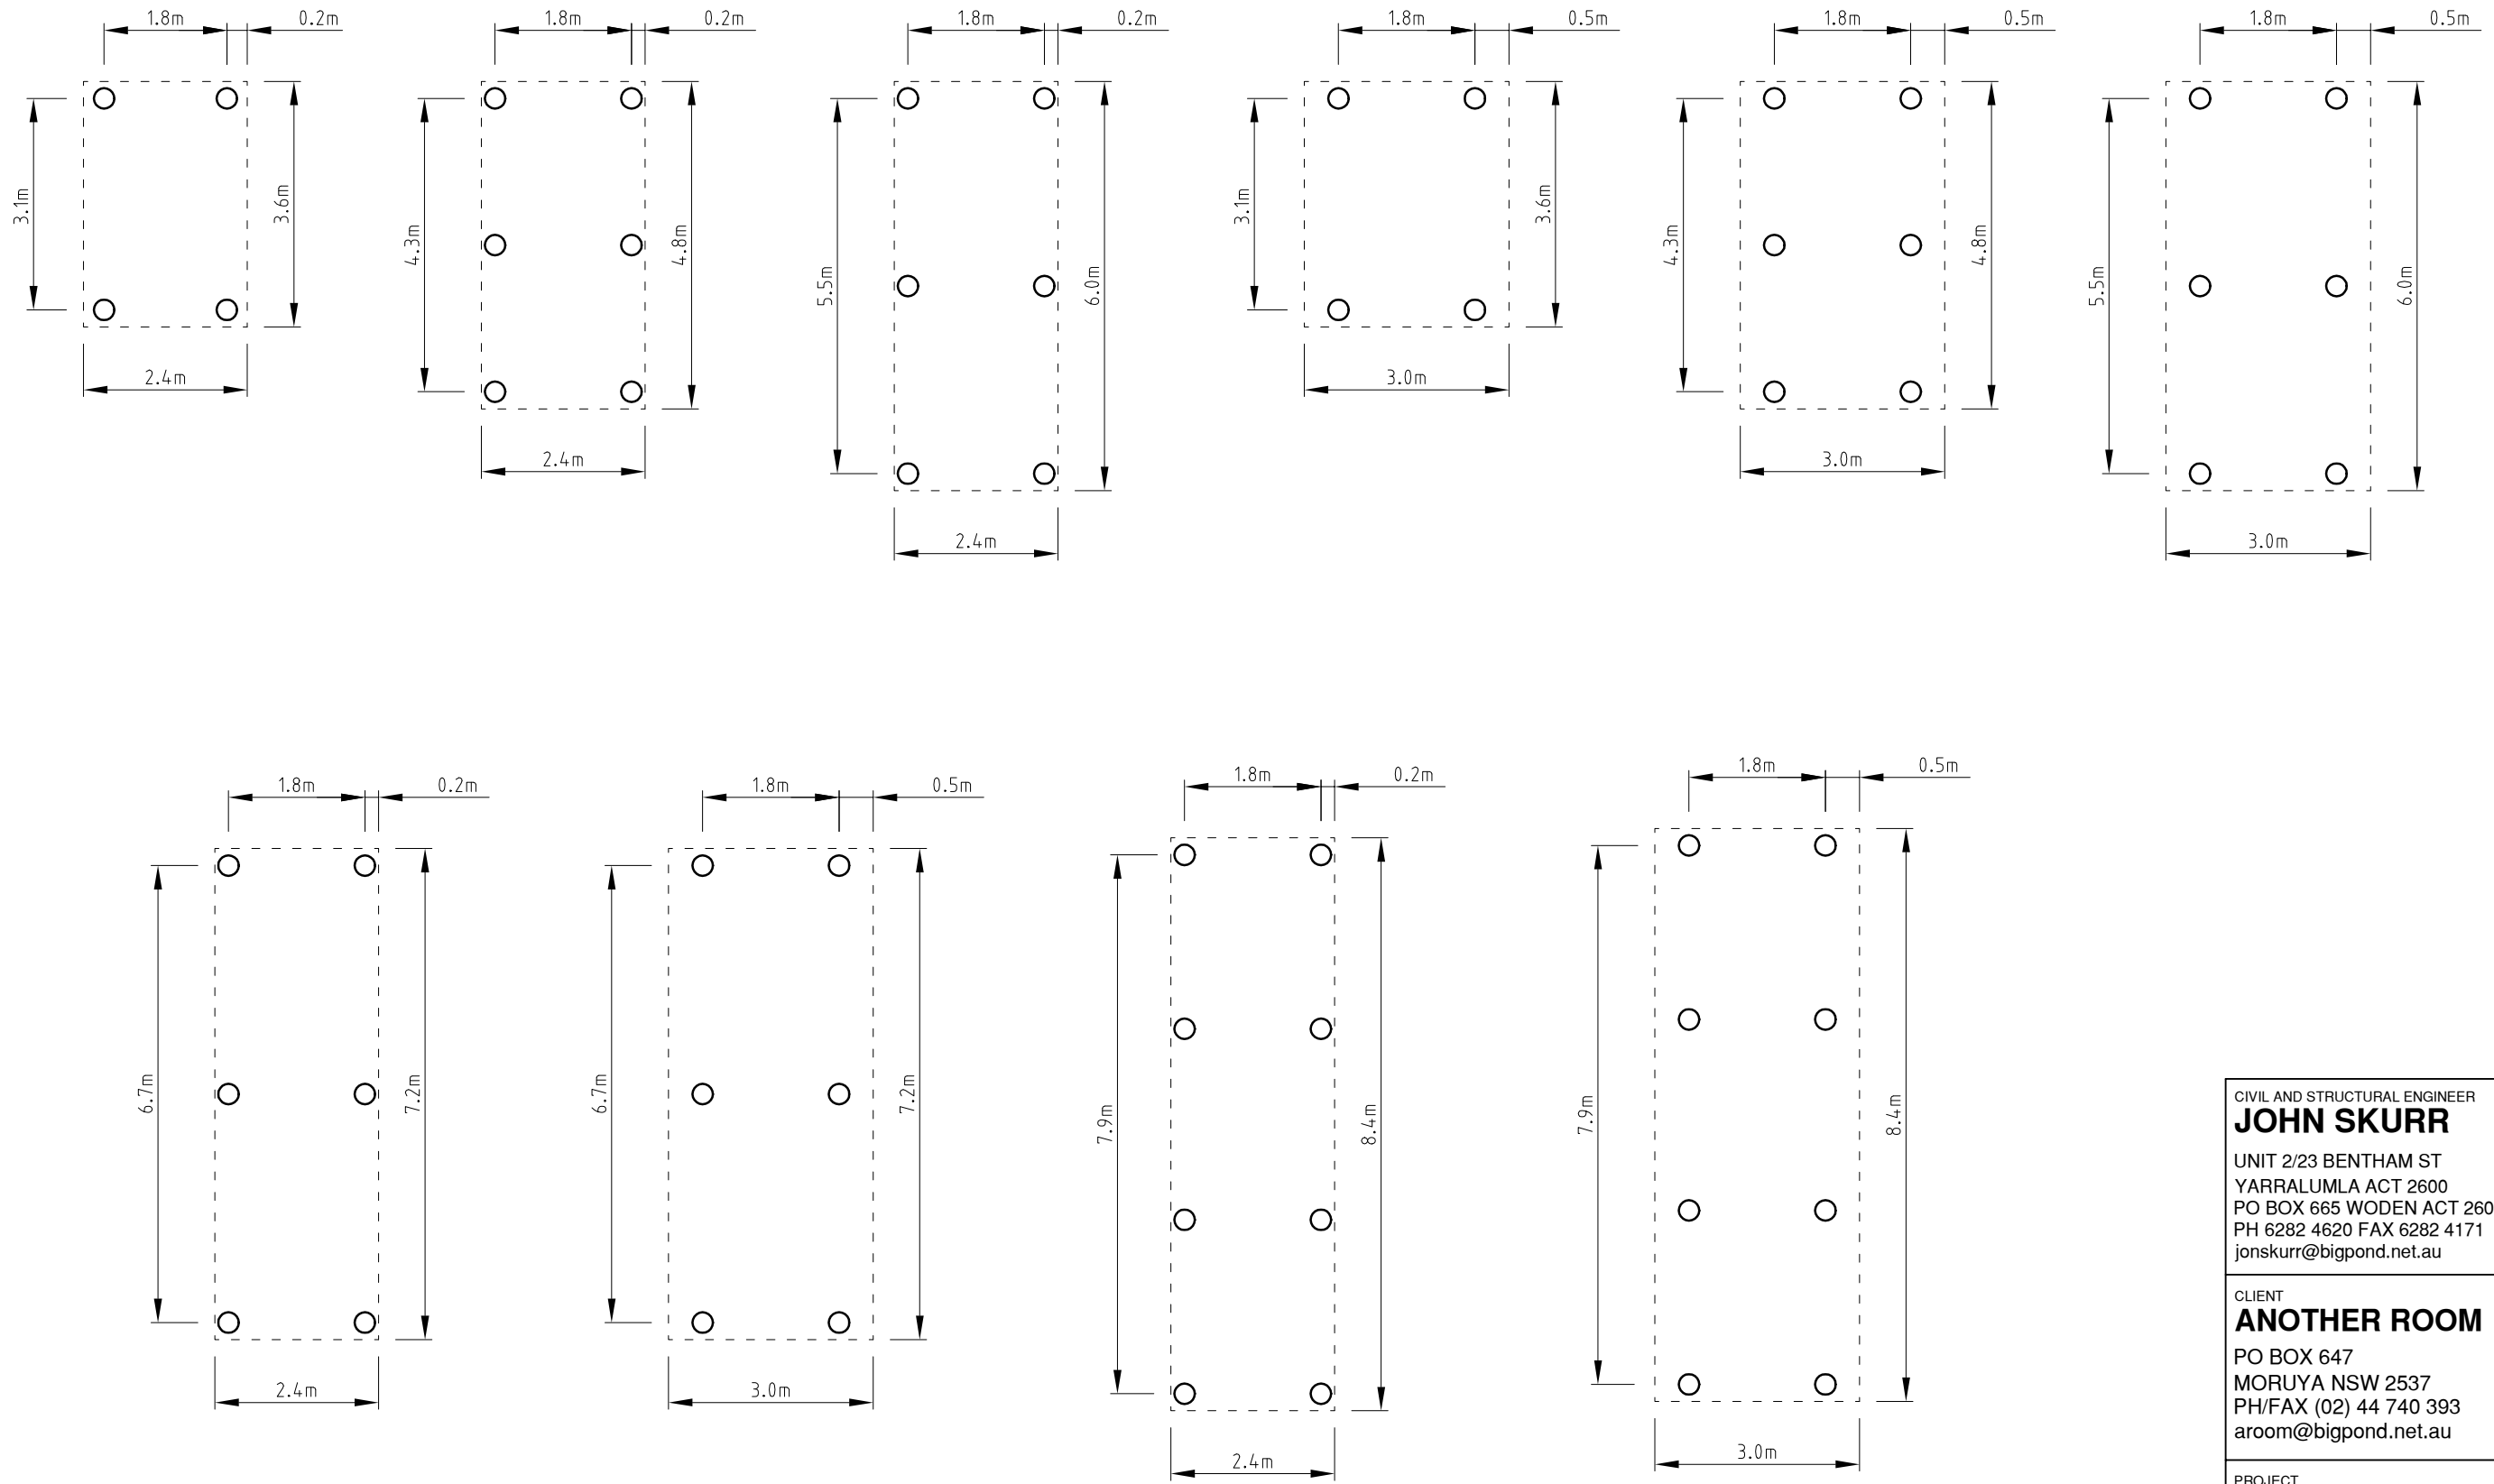 1.8m 0.2m 1.8m 0.2m 1.8m 0.2m 1.8m 0.5m 1.8m 0.5m 1.8m 0.5m
3.1m 3.6m 4.3m 4.8m 5.5m 6.0m 3.1m 3.6m 4.3m 4.8m 5.5m 6.0m
2.4m 2.4m 2.4m 3.0m 3.0m 3.0m
1.8m 0.2m 1.8m 0.5m 1.8m 0.2m 1.8m 0.5m
6.7m 7.2m 6.7m 7.2m 7.9m 8.4m 7.9m 8.4m
2.4m 3.0m 2.4m 3.0m
CIVIL AND STRUCTURAL ENGINEER
JOHN SKURR
UNIT 2/23 BENTHAM ST
YARRALUMLA ACT 2600
PO BOX 665 WODEN ACT 260
PH 6282 4620 FAX 6282 4171
jonskurr@bigpond.net.au
CLIENT
ANOTHER ROOM
PO BOX 647
MORUYA NSW 2537
PH/FAX (02) 44 740 393
aroom@bigpond.net.au
PROJECT